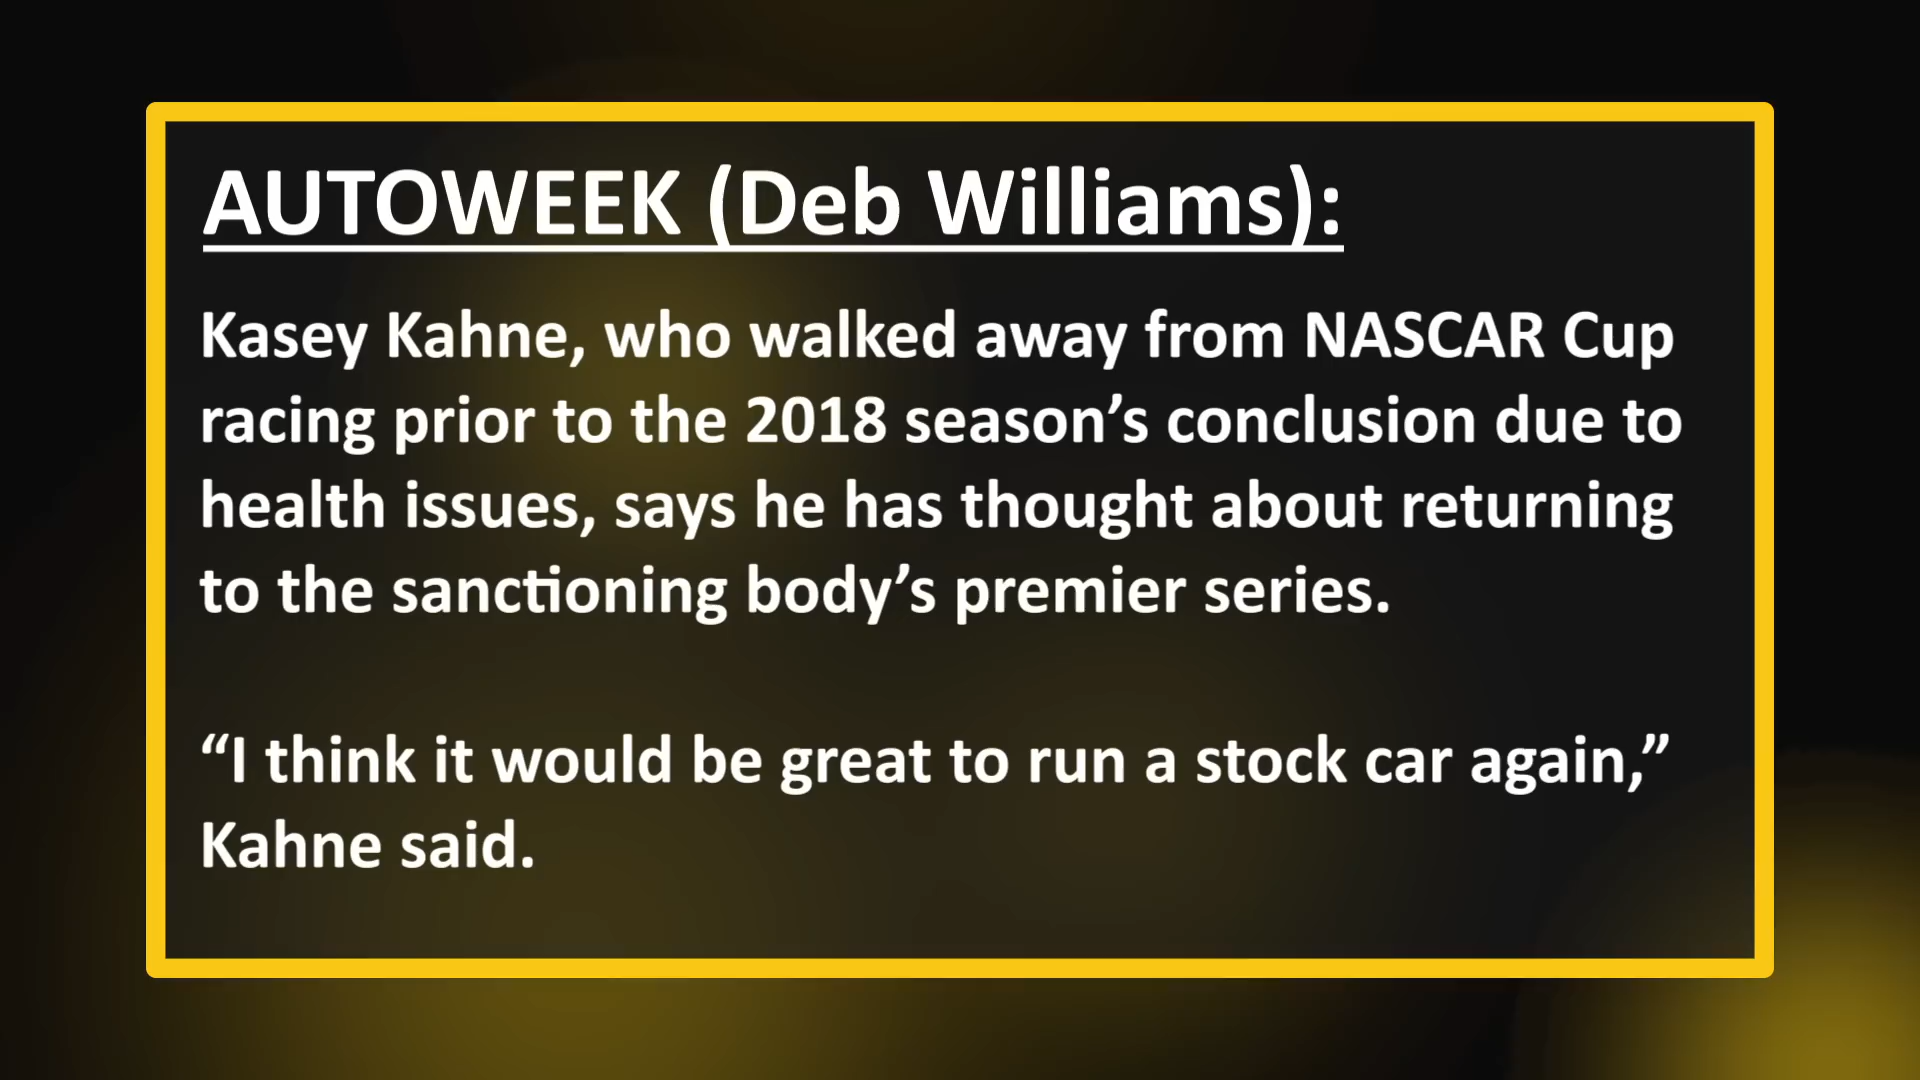 AUTOWEEK (Deb Williams):
Kasey Kahne, who walked away from NASCAR Cup
racing prior to the 2018 season’s conclusion due to
health issues, says he has thought about returning
to the sanctioning body’s premier series.
“I think it would be great to run a stock car again,”
Kahne said.